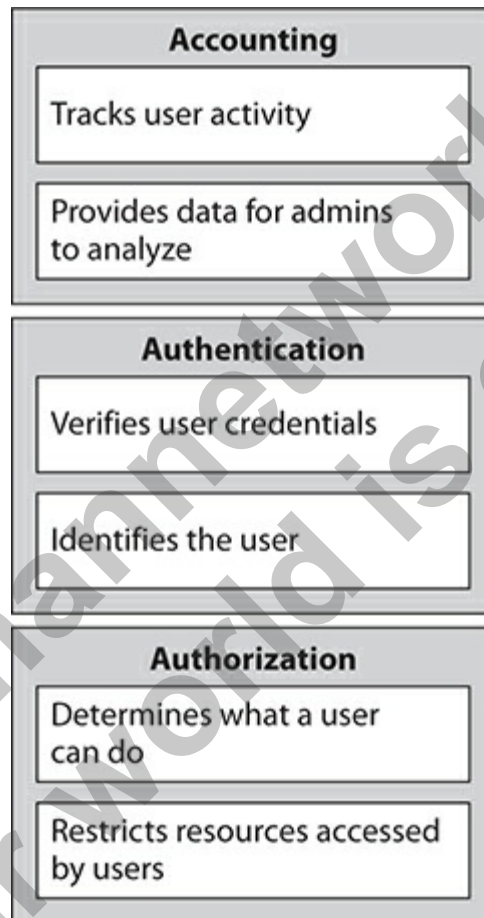 Accounting
Tracks user activity
Provides data for admins
to analyze
Authentication
Verifies user credentials
Identifies the user
Authorization
Determines what a user
can do
Restricts resources accessed
by users